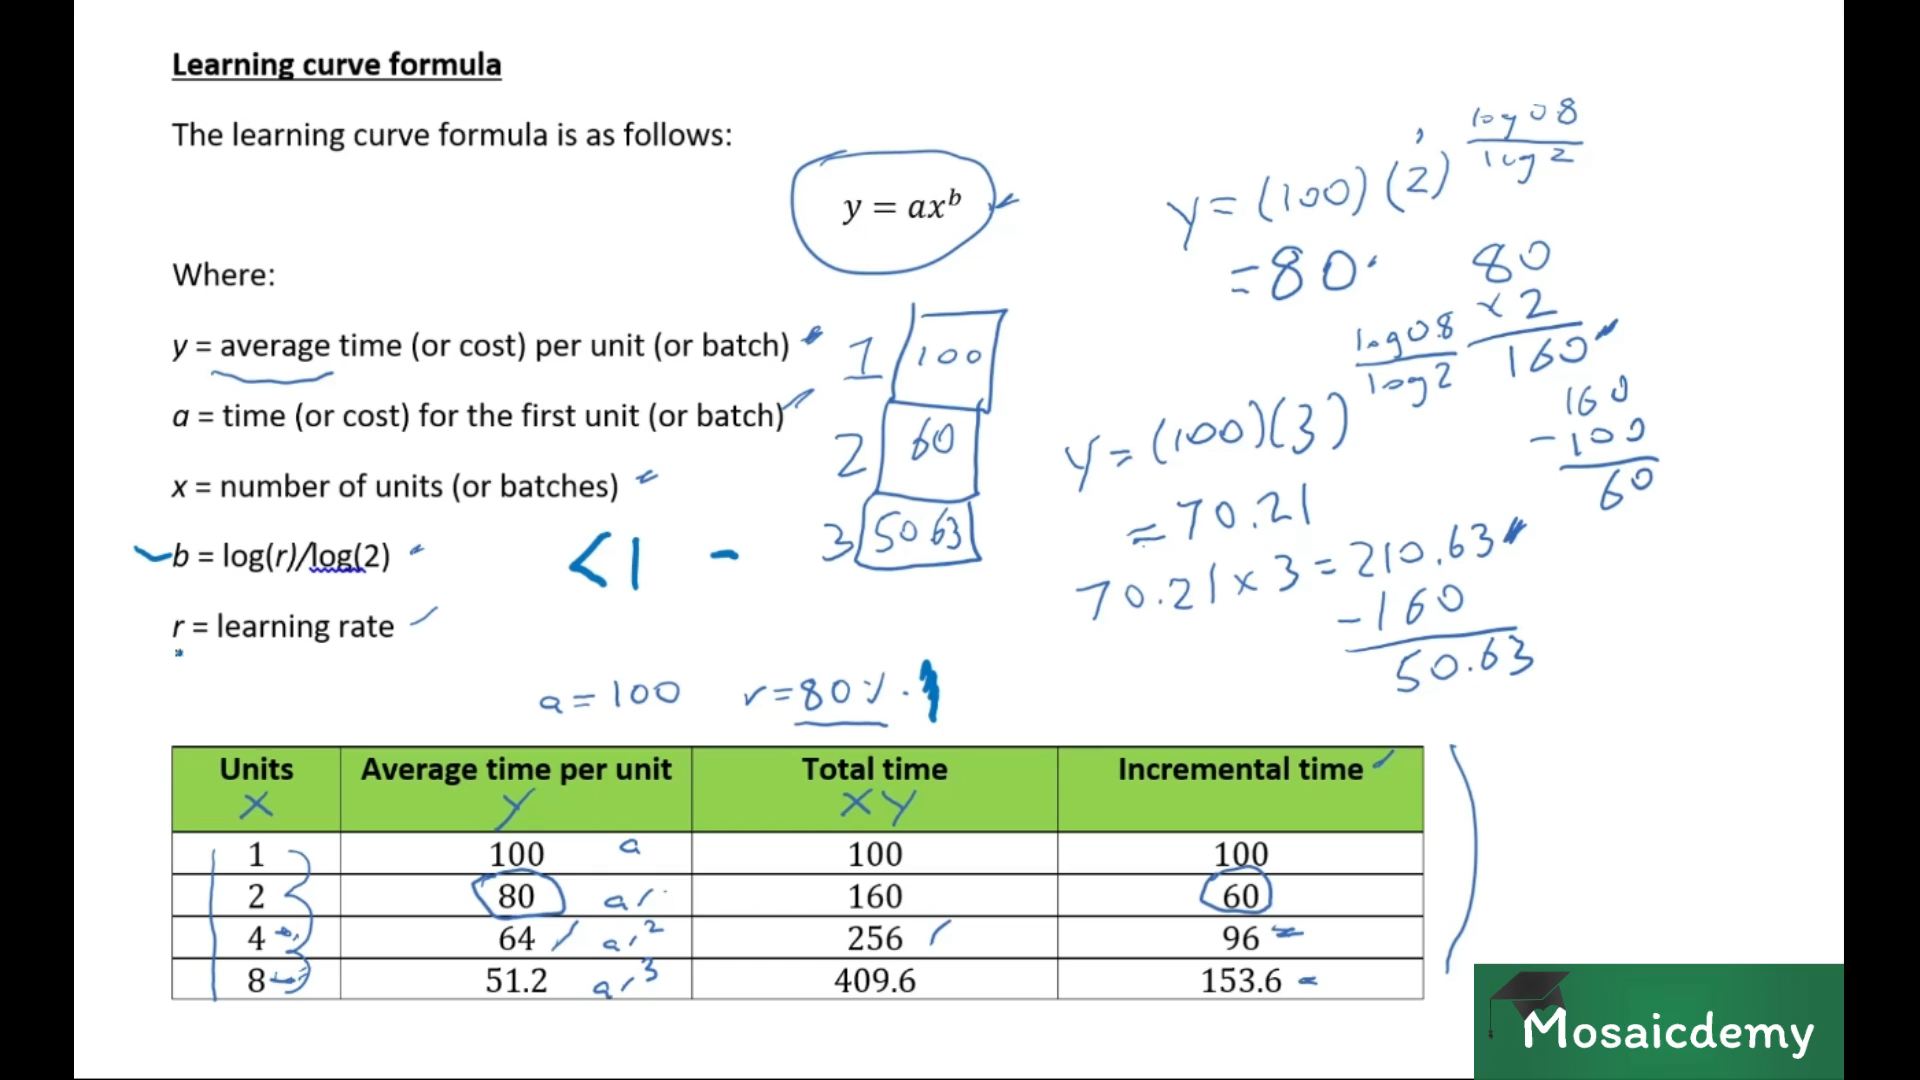 Learning curve formula
The learning curve formula is as follows:
y = ax^b
Where:
y = average time (or cost) per unit (or batch)
a = time (or cost) for the first unit (or batch)
x = number of units (or batches)
b = log(r)/log(2)
<1 -
r = learning rate
1 100
2 60
3 50.63
y = (100)(2)^(log 0.8 / log 2)
= 80
80
x 2
160
160
- 100
60
y = (100)(3)^(log 0.8 / log 2)
= 70.21
70.21 x 3 = 210.63
- 160
50.63
a = 100 r = 80%.
Units Average time per unit Total time Incremental time
X Y XY
1 100 a 100 100
2 80 ar 160 60
4 64 ar^2 256 96
8 51.2 ar^3 409.6 153.6
Mosaicdemy